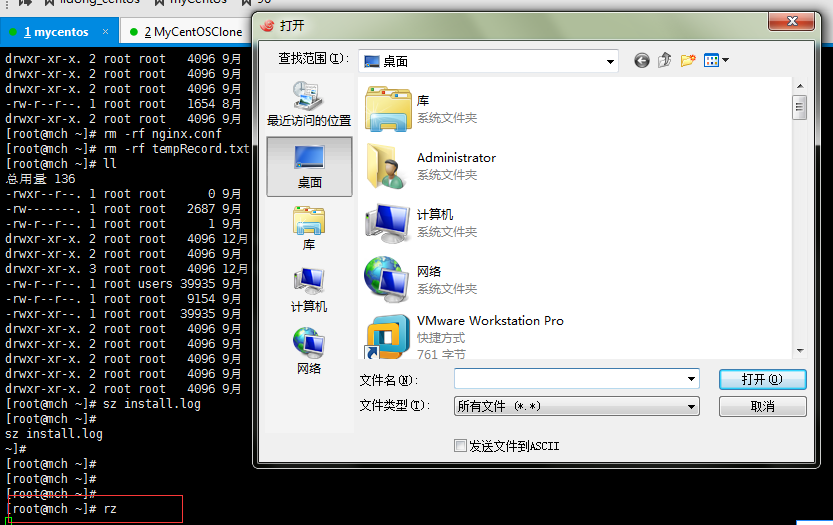 lidong_centos  myCentos  90
1 mycentos × 2 MyCentOSClone
drwxr-xr-x. 2 root root   4096 9月
drwxr-xr-x. 2 root root   4096 9月
drwxr-xr-x. 2 root root   4096 9月
-rw-r--r--. 1 root root   1654 8月
drwxr-xr-x. 2 root root   4096 9月
[root@mch ~]# rm -rf nginx.conf
[root@mch ~]# rm -rf tempRecord.txt
[root@mch ~]# ll
总用量 136
-rwxr--r--. 1 root root      0 9月
-rw-------. 1 root root   2687 9月
-rw-r--r--. 1 root root      1 9月
drwxr-xr-x. 2 root root   4096 12月
drwxr-xr-x. 2 root root   4096 9月
drwxr-xr-x. 3 root root   4096 12月
-rw-r--r--. 1 root users 39935 9月
-rw-r--r--. 1 root root   9154 9月
-rwxr-xr--. 1 root root  39935 9月
drwxr-xr-x. 2 root root   4096 9月
drwxr-xr-x. 2 root root   4096 9月
drwxr-xr-x. 2 root root   4096 9月
drwxr-xr-x. 2 root root   4096 9月
drwxr-xr-x. 2 root root   4096 9月
[root@mch ~]# sz install.log
[root@mch ~]#
sz install.log
~]#
[root@mch ~]#
[root@mch ~]#
[root@mch ~]#
[root@mch ~]# rz
打开
查找范围(I):
桌面
最近访问的位置
桌面
库
计算机
网络
库
系统文件夹
Administrator
系统文件夹
计算机
系统文件夹
网络
系统文件夹
VMware Workstation Pro
快捷方式
761 字节
文件名(N):
打开(O)
文件类型(T):
所有文件 (*.*)
取消
发送文件到ASCII